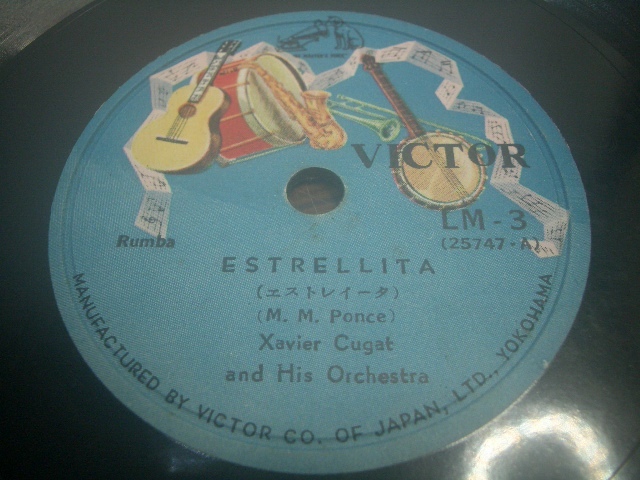 VICTOR
LM-3
Rumba
(25747-A)
ESTRELLITA
(エストレイータ)
(M. M. Ponce)
Xavier Cugat
and His Orchestra
MANUFACTURED BY VICTOR CO. OF JAPAN, LTD., YOKOHAMA